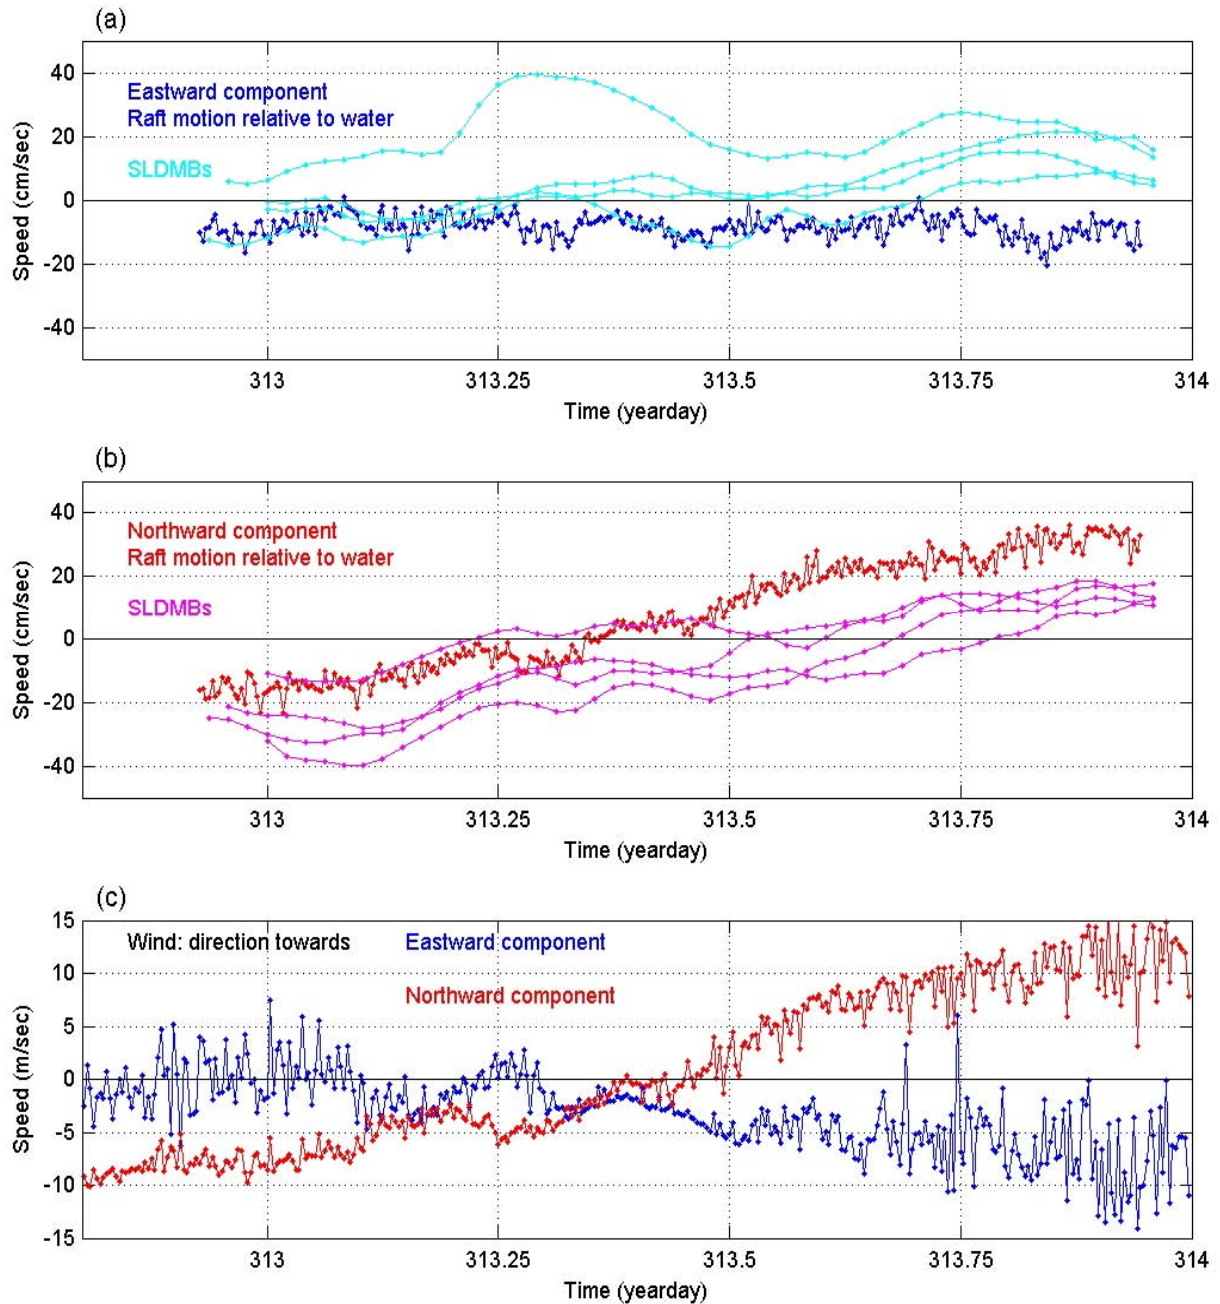 (a)
40
20
0
-20
-40
Speed (cm/sec)
Eastward component
Raft motion relative to water
SLDMBs
313 313.25 313.5 313.75 314
Time (yearday)
(b)
40
20
0
-20
-40
Speed (cm/sec)
Northward component
Raft motion relative to water
SLDMBs
313 313.25 313.5 313.75 314
Time (yearday)
(c)
15
10
5
0
-5
-10
-15
Speed (m/sec)
Wind: direction towards Eastward component
Northward component
313 313.25 313.5 313.75 314
Time (yearday)